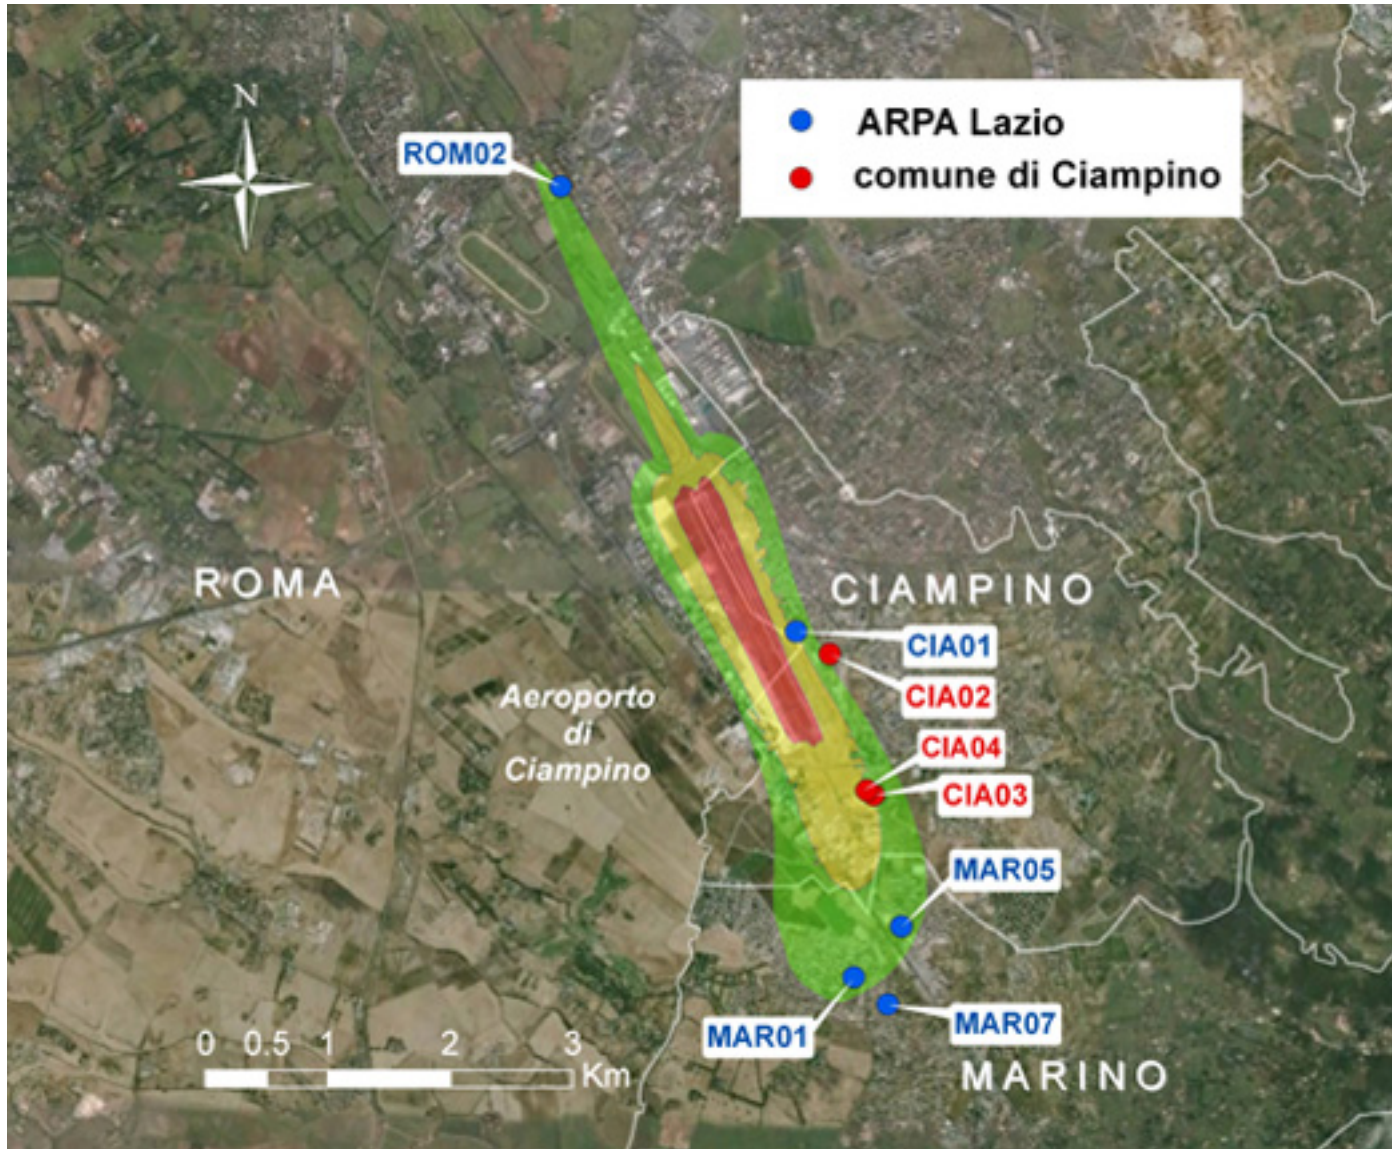 N
ROM02
ARPA Lazio
comune di Ciampino
ROMA
CIAMPINO
CIA01
CIA02
Aeroporto
di
Ciampino
CIA04
CIA03
MAR05
MAR01
MAR07
MARINO
0 0.5 1 2 3
Km